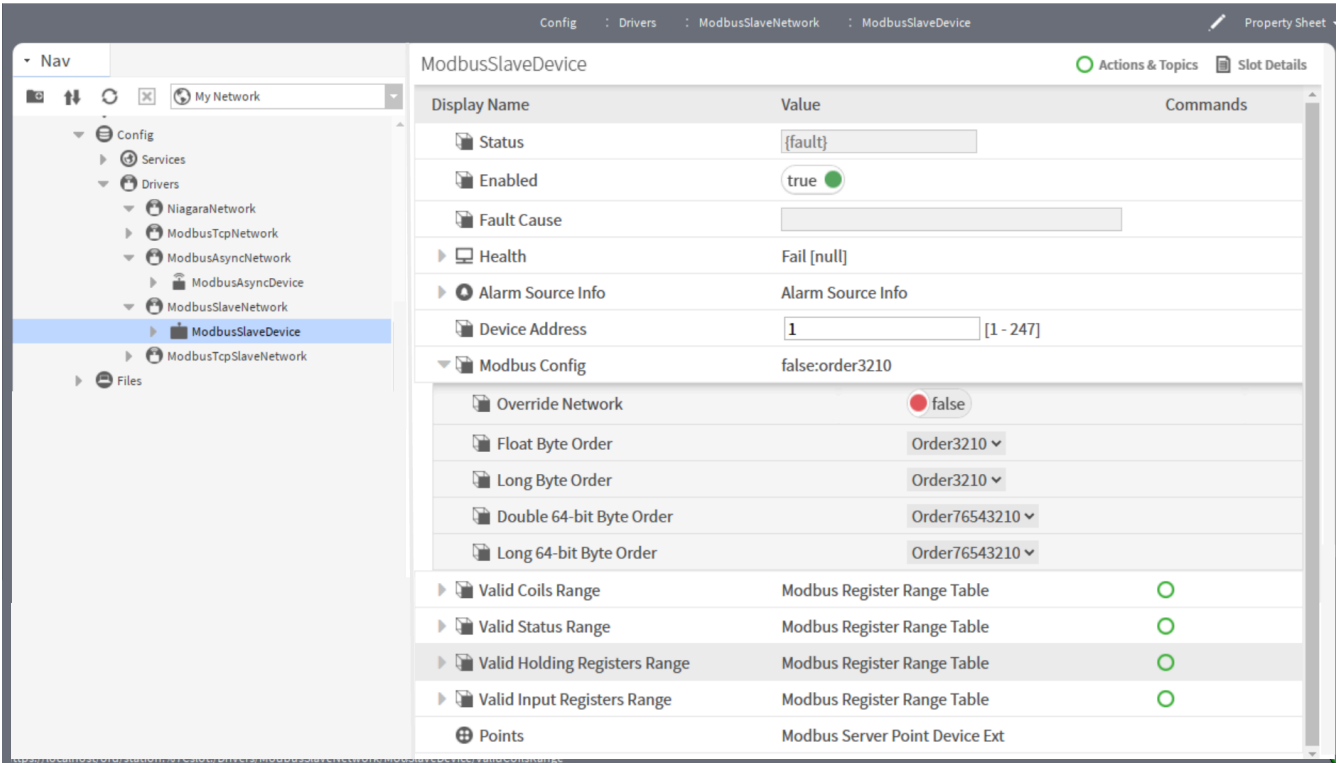 Config : Drivers : ModbusSlaveNetwork : ModbusSlaveDevice Property Sheet
Nav
My Network
Config
Services
Drivers
NiagaraNetwork
ModbusTcpNetwork
ModbusAsyncNetwork
ModbusAsyncDevice
ModbusSlaveNetwork
ModbusSlaveDevice
ModbusTcpSlaveNetwork
Files
ModbusSlaveDevice Actions & Topics Slot Details
Display Name Value Commands
Status {fault}
Enabled true
Fault Cause
Health Fail [null]
Alarm Source Info Alarm Source Info
Device Address 1 [1 - 247]
Modbus Config false:order3210
Override Network false
Float Byte Order Order3210
Long Byte Order Order3210
Double 64-bit Byte Order Order76543210
Long 64-bit Byte Order Order76543210
Valid Coils Range Modbus Register Range Table
Valid Status Range Modbus Register Range Table
Valid Holding Registers Range Modbus Register Range Table
Valid Input Registers Range Modbus Register Range Table
Points Modbus Server Point Device Ext